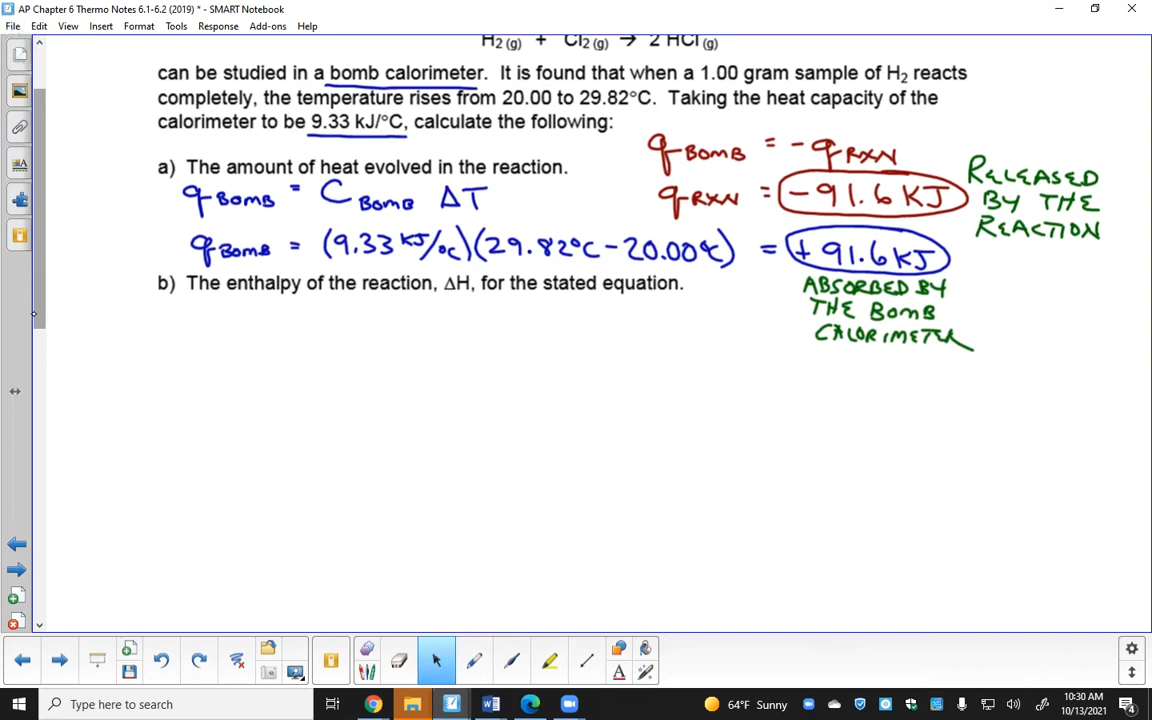 AP Chapter 6 Thermo Notes 6.1-6.2 (2019) * - SMART Notebook
File Edit View Insert Format Tools Response Add-ons Help
H2 (g) + Cl2 (g) → 2 HCl (g)
can be studied in a bomb calorimeter. It is found that when a 1.00 gram sample of H2 reacts
completely, the temperature rises from 20.00 to 29.82°C. Taking the heat capacity of the
calorimeter to be 9.33 kJ/°C, calculate the following:
qBOMB = -qRXN
a) The amount of heat evolved in the reaction.
qRXN = -91.6 KJ
RELEASED
BY THE
REACTION
qBOMB = CBOMB ΔT
qBOMB = (9.33 KJ/°C)(29.82°C - 20.00°C) = +91.6 KJ
b) The enthalpy of the reaction, ΔH, for the stated equation.
ABSORBED BY
THE BOMB
CALORIMETER
A
Type here to search
64°F Sunny
10:30 AM
10/13/2021
4